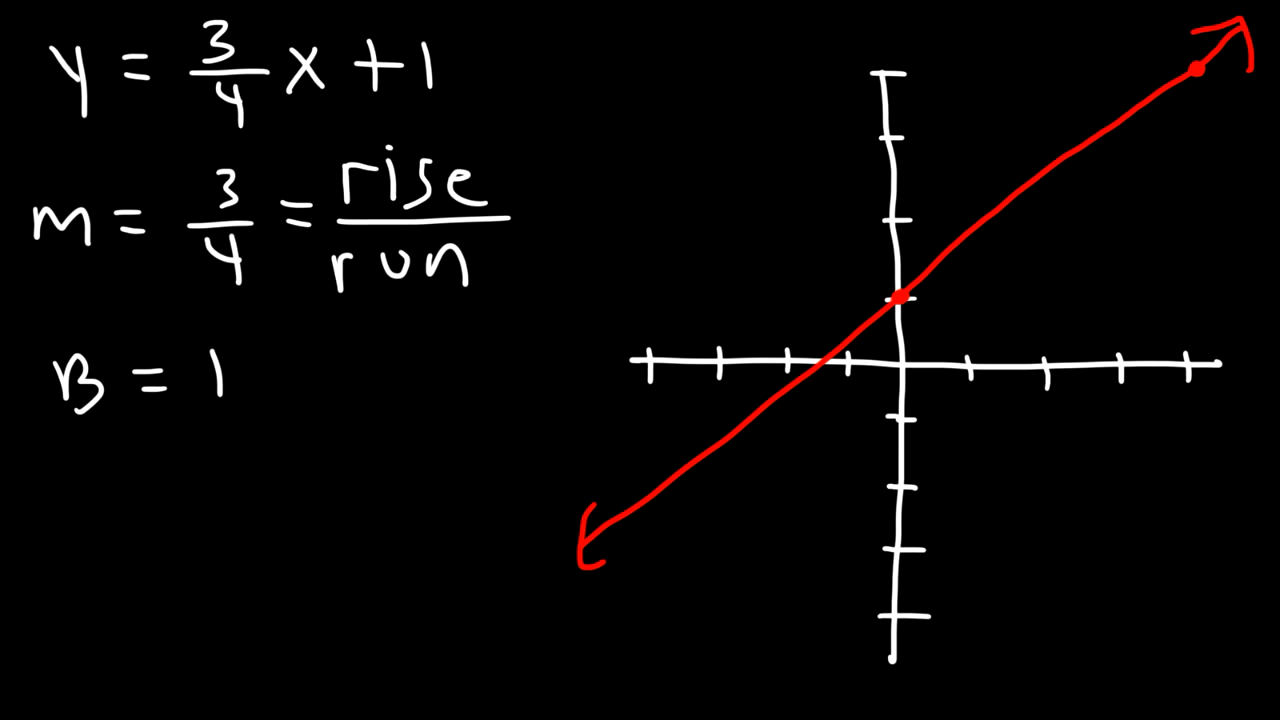 y = 3/4 x + 1
m = 3/4 = rise/run
B = 1